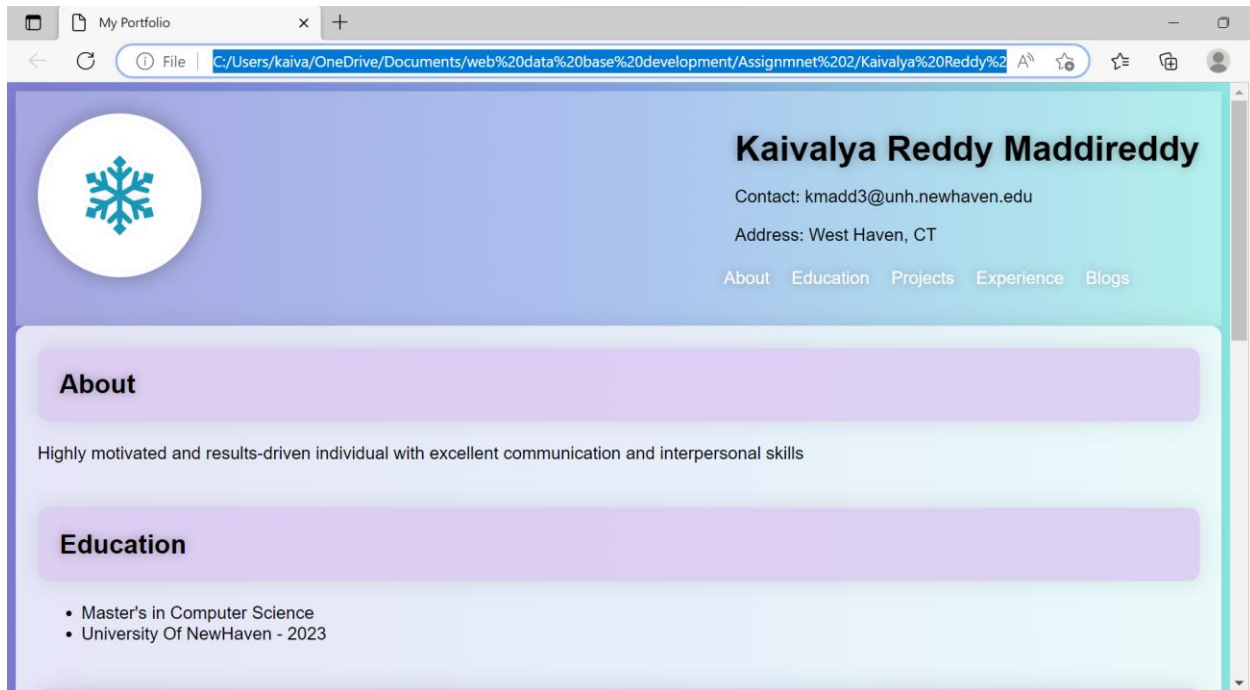 My Portfolio
File
C:/Users/kaiva/OneDrive/Documents/web%20data%20base%20development/Assignmnet%202/Kaivalya%20Reddy%2
Kaivalya Reddy Maddireddy
Contact: kmadd3@unh.newhaven.edu
Address: West Haven, CT
About Education Projects Experience Blogs
About
Highly motivated and results-driven individual with excellent communication and interpersonal skills
Education
• Master's in Computer Science
• University Of NewHaven - 2023